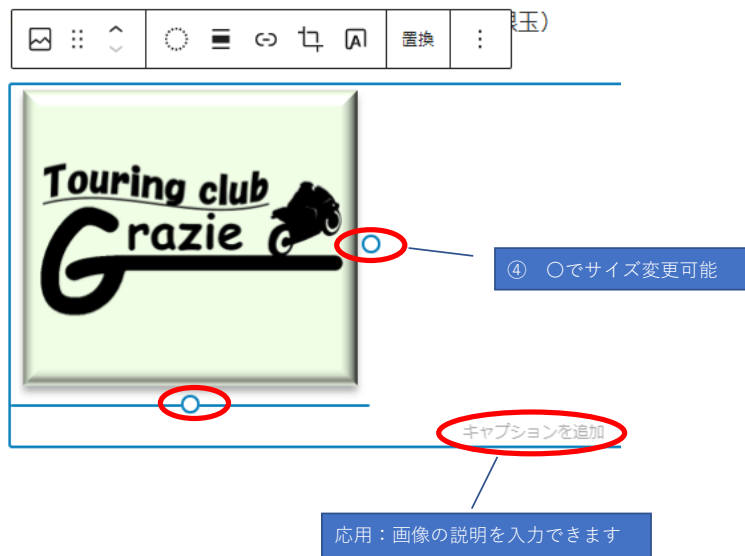 玉）
置換
Touring club
Grazie
④　〇でサイズ変更可能
キャプションを追加
応用：画像の説明を入力できます